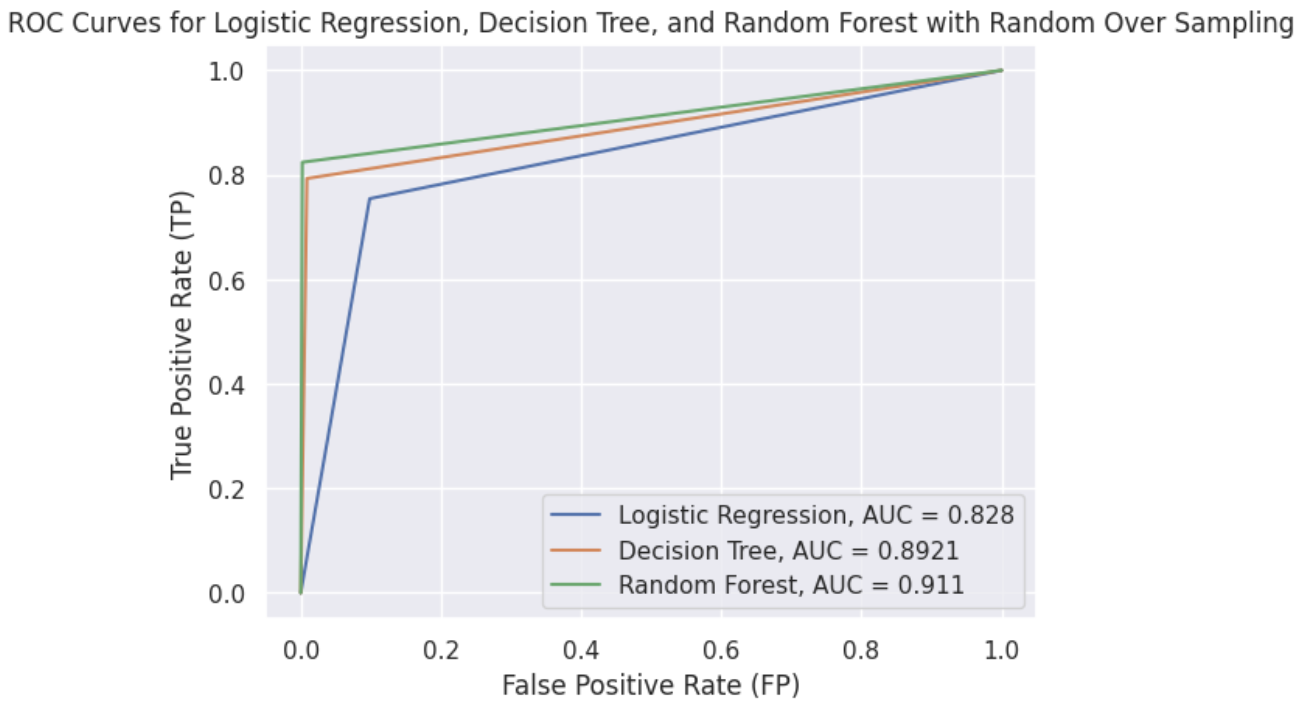 ROC Curves for Logistic Regression, Decision Tree, and Random Forest with Random Over Sampling
1.0
0.8
0.6
0.4
0.2
0.0
True Positive Rate (TP)
Logistic Regression, AUC = 0.828
Decision Tree, AUC = 0.8921
Random Forest, AUC = 0.911
0.0 0.2 0.4 0.6 0.8 1.0
False Positive Rate (FP)